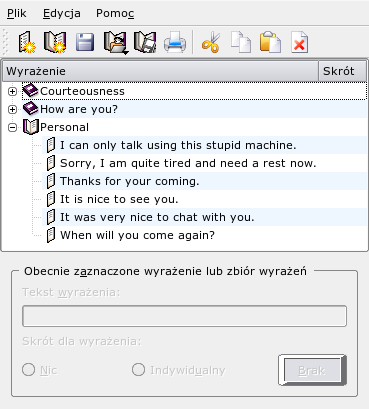 Plik Edycja Pomoc
Wyrażenie Skrót
Courteousness
How are you?
Personal
I can only talk using this stupid machine.
Sorry, I am quite tired and need a rest now.
Thanks for your coming.
It is nice to see you.
It was very nice to chat with you.
When will you come again?
Obecnie zaznaczone wyrażenie lub zbiór wyrażeń
Tekst wyrażenia:
Skrót dla wyrażenia:
Nic Indywidualny Brak